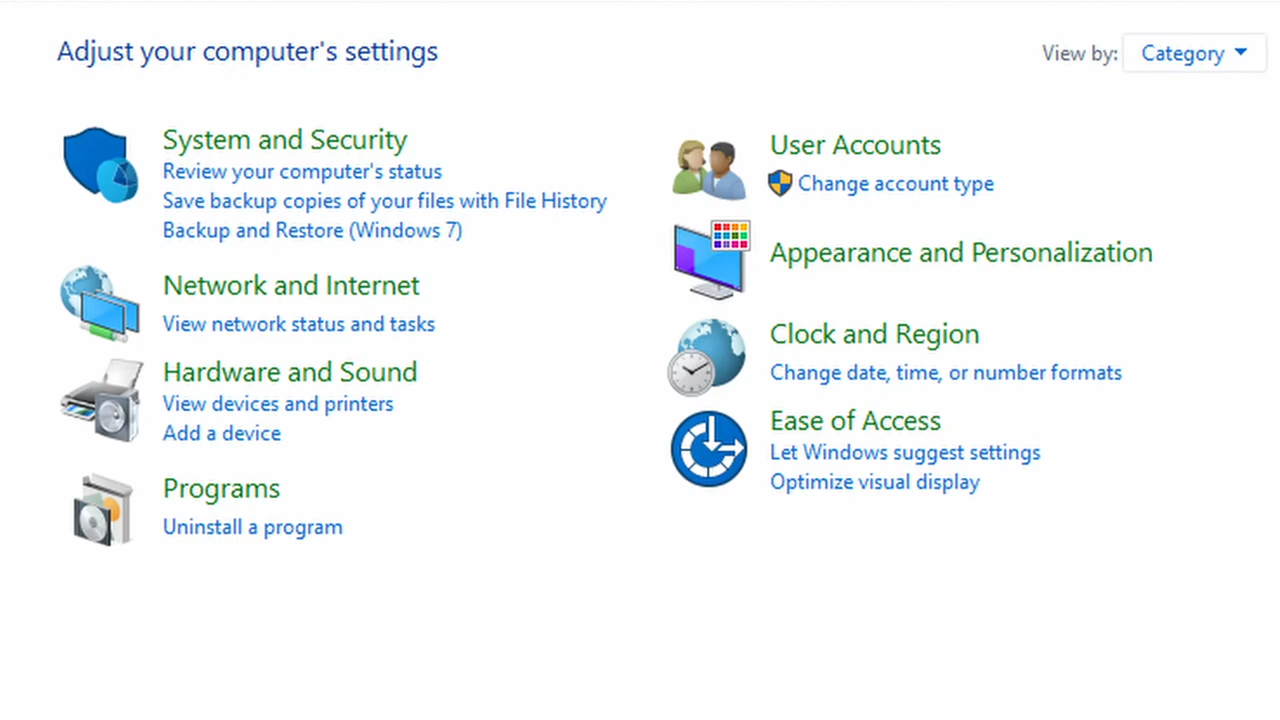 Adjust your computer's settings
View by: Category
System and Security
Review your computer's status
Save backup copies of your files with File History
Backup and Restore (Windows 7)
Network and Internet
View network status and tasks
Hardware and Sound
View devices and printers
Add a device
Programs
Uninstall a program
User Accounts
Change account type
Appearance and Personalization
Clock and Region
Change date, time, or number formats
Ease of Access
Let Windows suggest settings
Optimize visual display